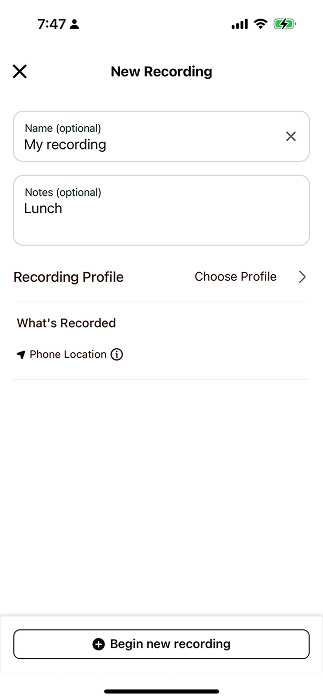 7:47
New Recording
Name (optional)
My recording
Notes (optional)
Lunch
Recording Profile Choose Profile
What's Recorded
Phone Location
Begin new recording